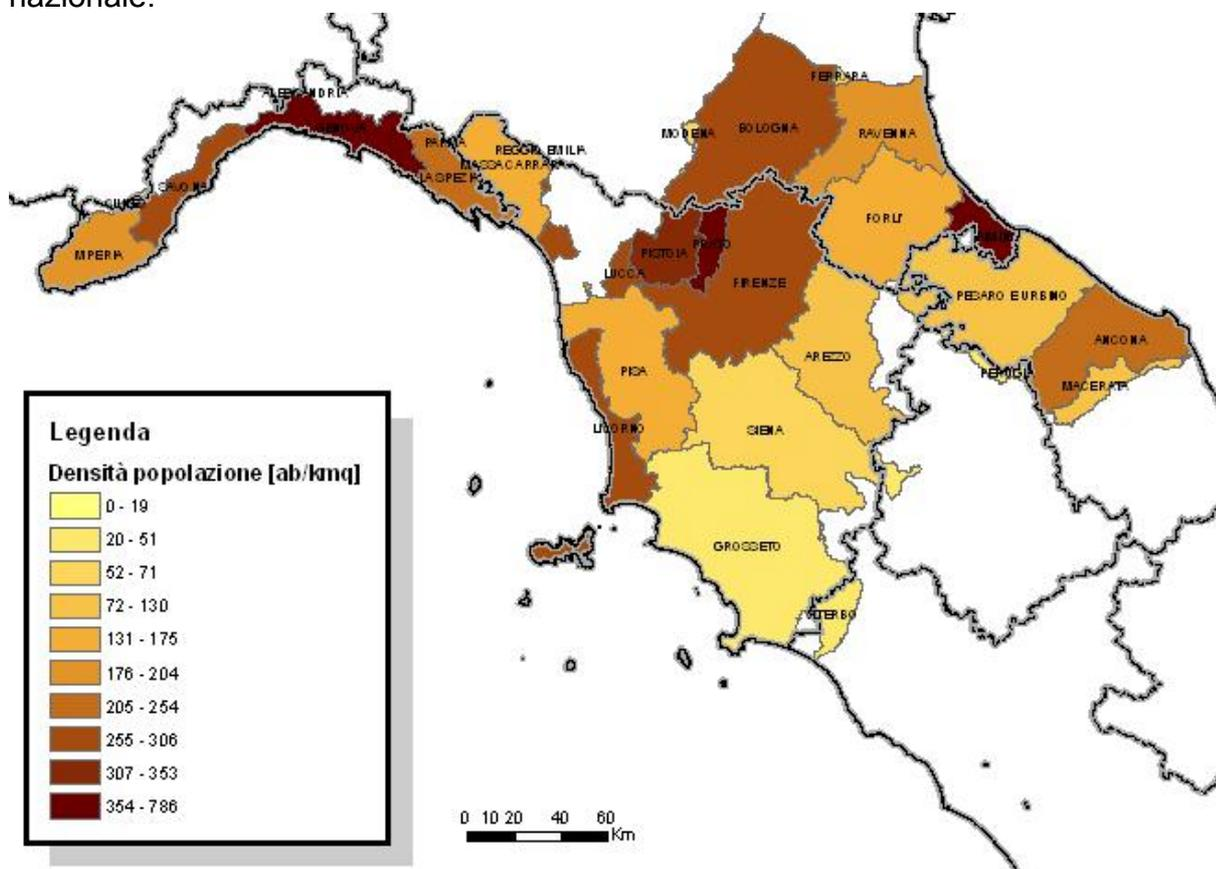 nazionale.
ALESSANDRIA
GENOVA
FERRARA
MODENA
BOLOGNA
RAVENNA
PARMA
REGGIO EMILIA
MASSA CARRARA
LA SPEZIA
SAVONA
CUNEO
IMPERIA
FORLI'
RIMINI
PISTOIA
PRATO
LUCCA
FIRENZE
PESARO E URBINO
ANCONA
AREZZO
PERUGIA
MACERATA
PISA
LIVORNO
SIENA
GROSSETO
VITERBO
Legenda
Densità popolazione [ab/kmq]
0 - 19
20 - 51
52 - 71
72 - 130
131 - 175
176 - 204
205 - 254
255 - 306
307 - 353
354 - 786
0 10 20 40 60
Km